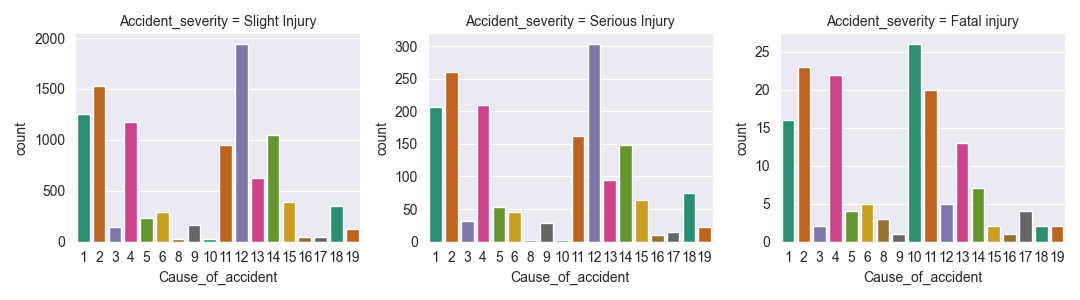 Accident_severity = Slight Injury
count
2000
1500
1000
500
0
1 2 3 4 5 6 8 9 10 11 12 13 14 15 16 17 18 19
Cause_of_accident
Accident_severity = Serious Injury
count
300
250
200
150
100
50
0
1 2 3 4 5 6 8 9 10 11 12 13 14 15 16 17 18 19
Cause_of_accident
Accident_severity = Fatal injury
count
25
20
15
10
5
0
1 2 3 4 5 6 8 9 10 11 12 13 14 15 16 17 18 19
Cause_of_accident